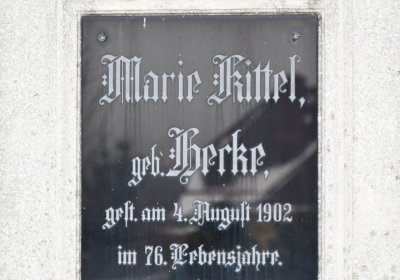 Marie Kittel,
geb. Herke,
gest. am 4. August 1902
im 76. Lebensjahre.